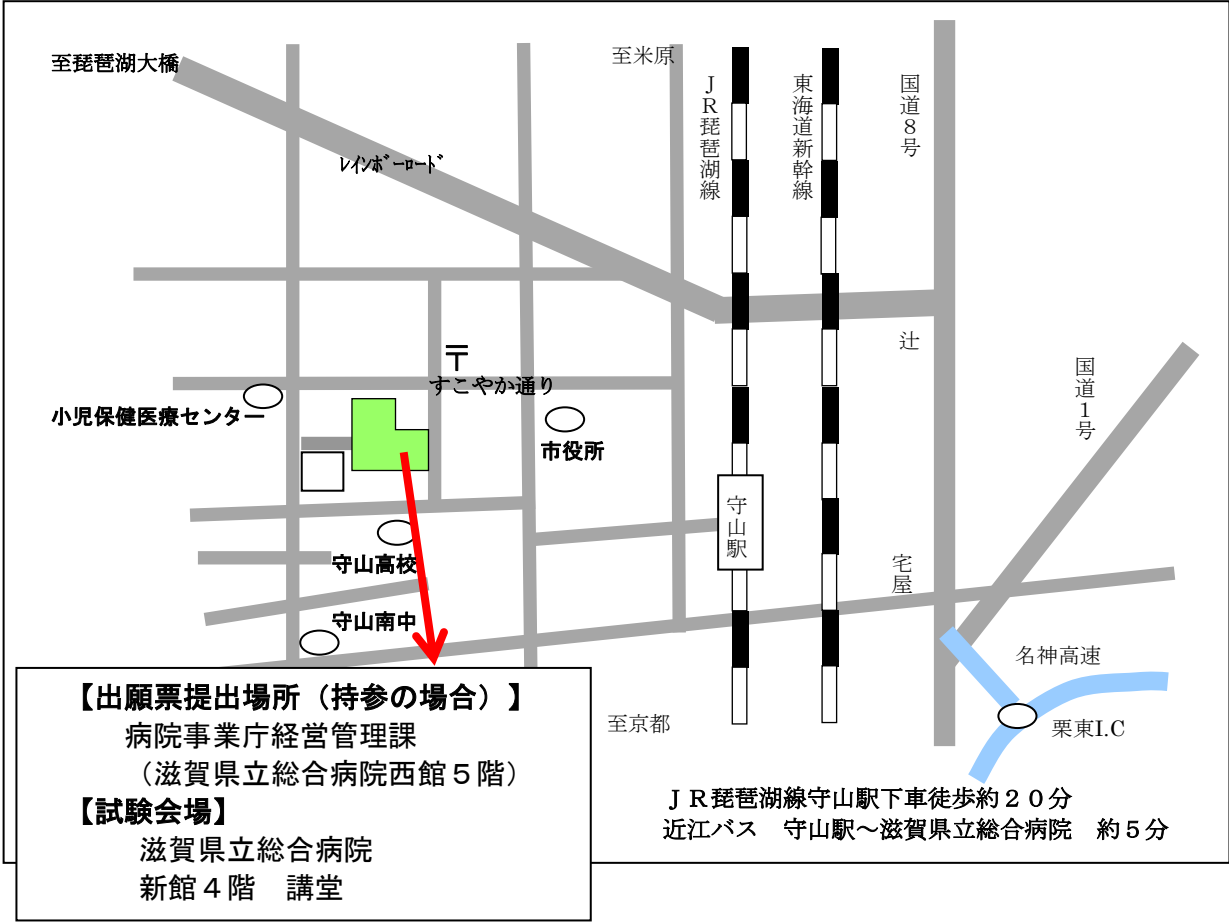 至琵琶湖大橋
至米原
ＪＲ琵琶湖線
東海道新幹線
国道８号
ﾚｲﾝﾎﾞｰﾛｰﾄﾞ
辻
〒
すこやか通り
国道１号
小児保健医療センター
市役所
守山駅
守山高校
宅屋
守山南中
名神高速
至京都
栗東I.C
【出願票提出場所（持参の場合）】
病院事業庁経営管理課
（滋賀県立総合病院西館５階）
【試験会場】
滋賀県立総合病院
新館４階　講堂
ＪＲ琵琶湖線守山駅下車徒歩約２０分
近江バス　守山駅～滋賀県立総合病院　約５分